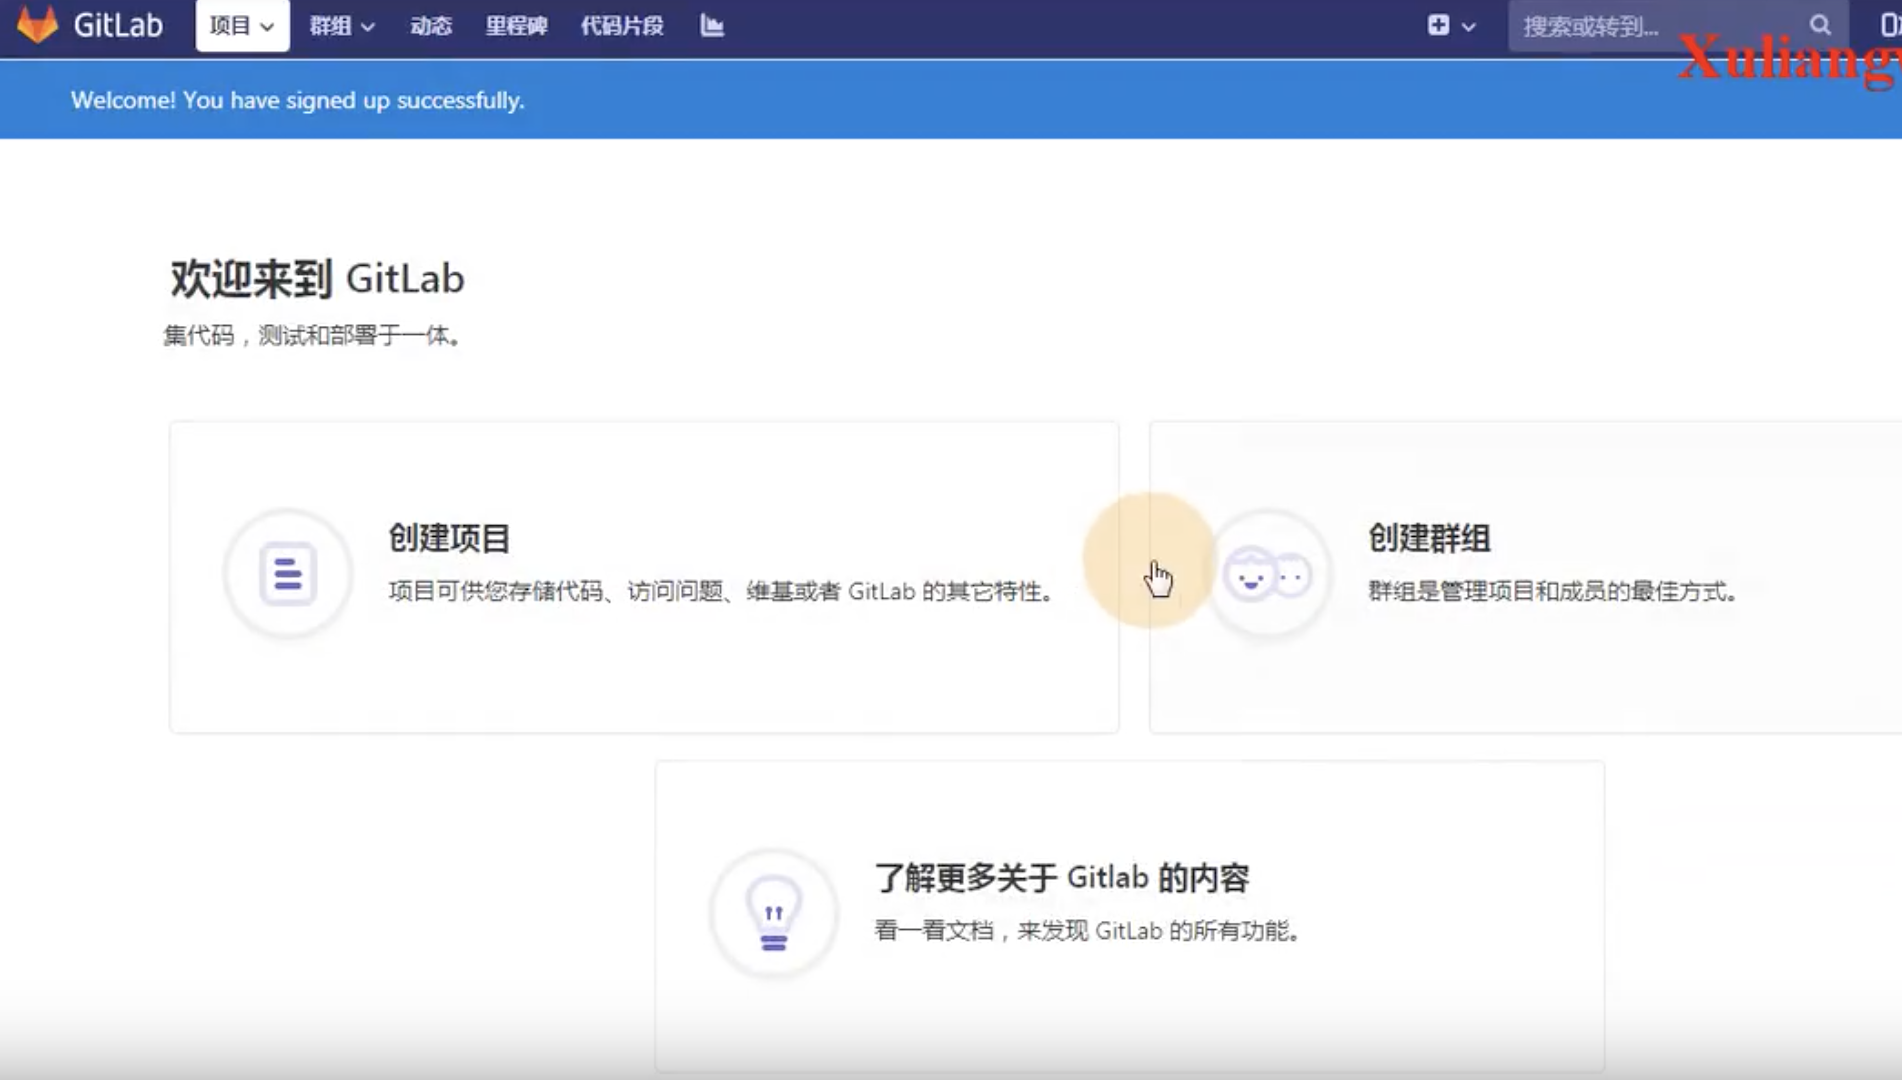 GitLab 项目 群组 动态 里程碑 代码片段 搜索或转到...
Xuliang
Welcome! You have signed up successfully.
欢迎来到 GitLab
集代码，测试和部署于一体。
创建项目
项目可供您存储代码、访问问题、维基或者 GitLab 的其它特性。
创建群组
群组是管理项目和成员的最佳方式。
了解更多关于 Gitlab 的内容
看一看文档，来发现 GitLab 的所有功能。